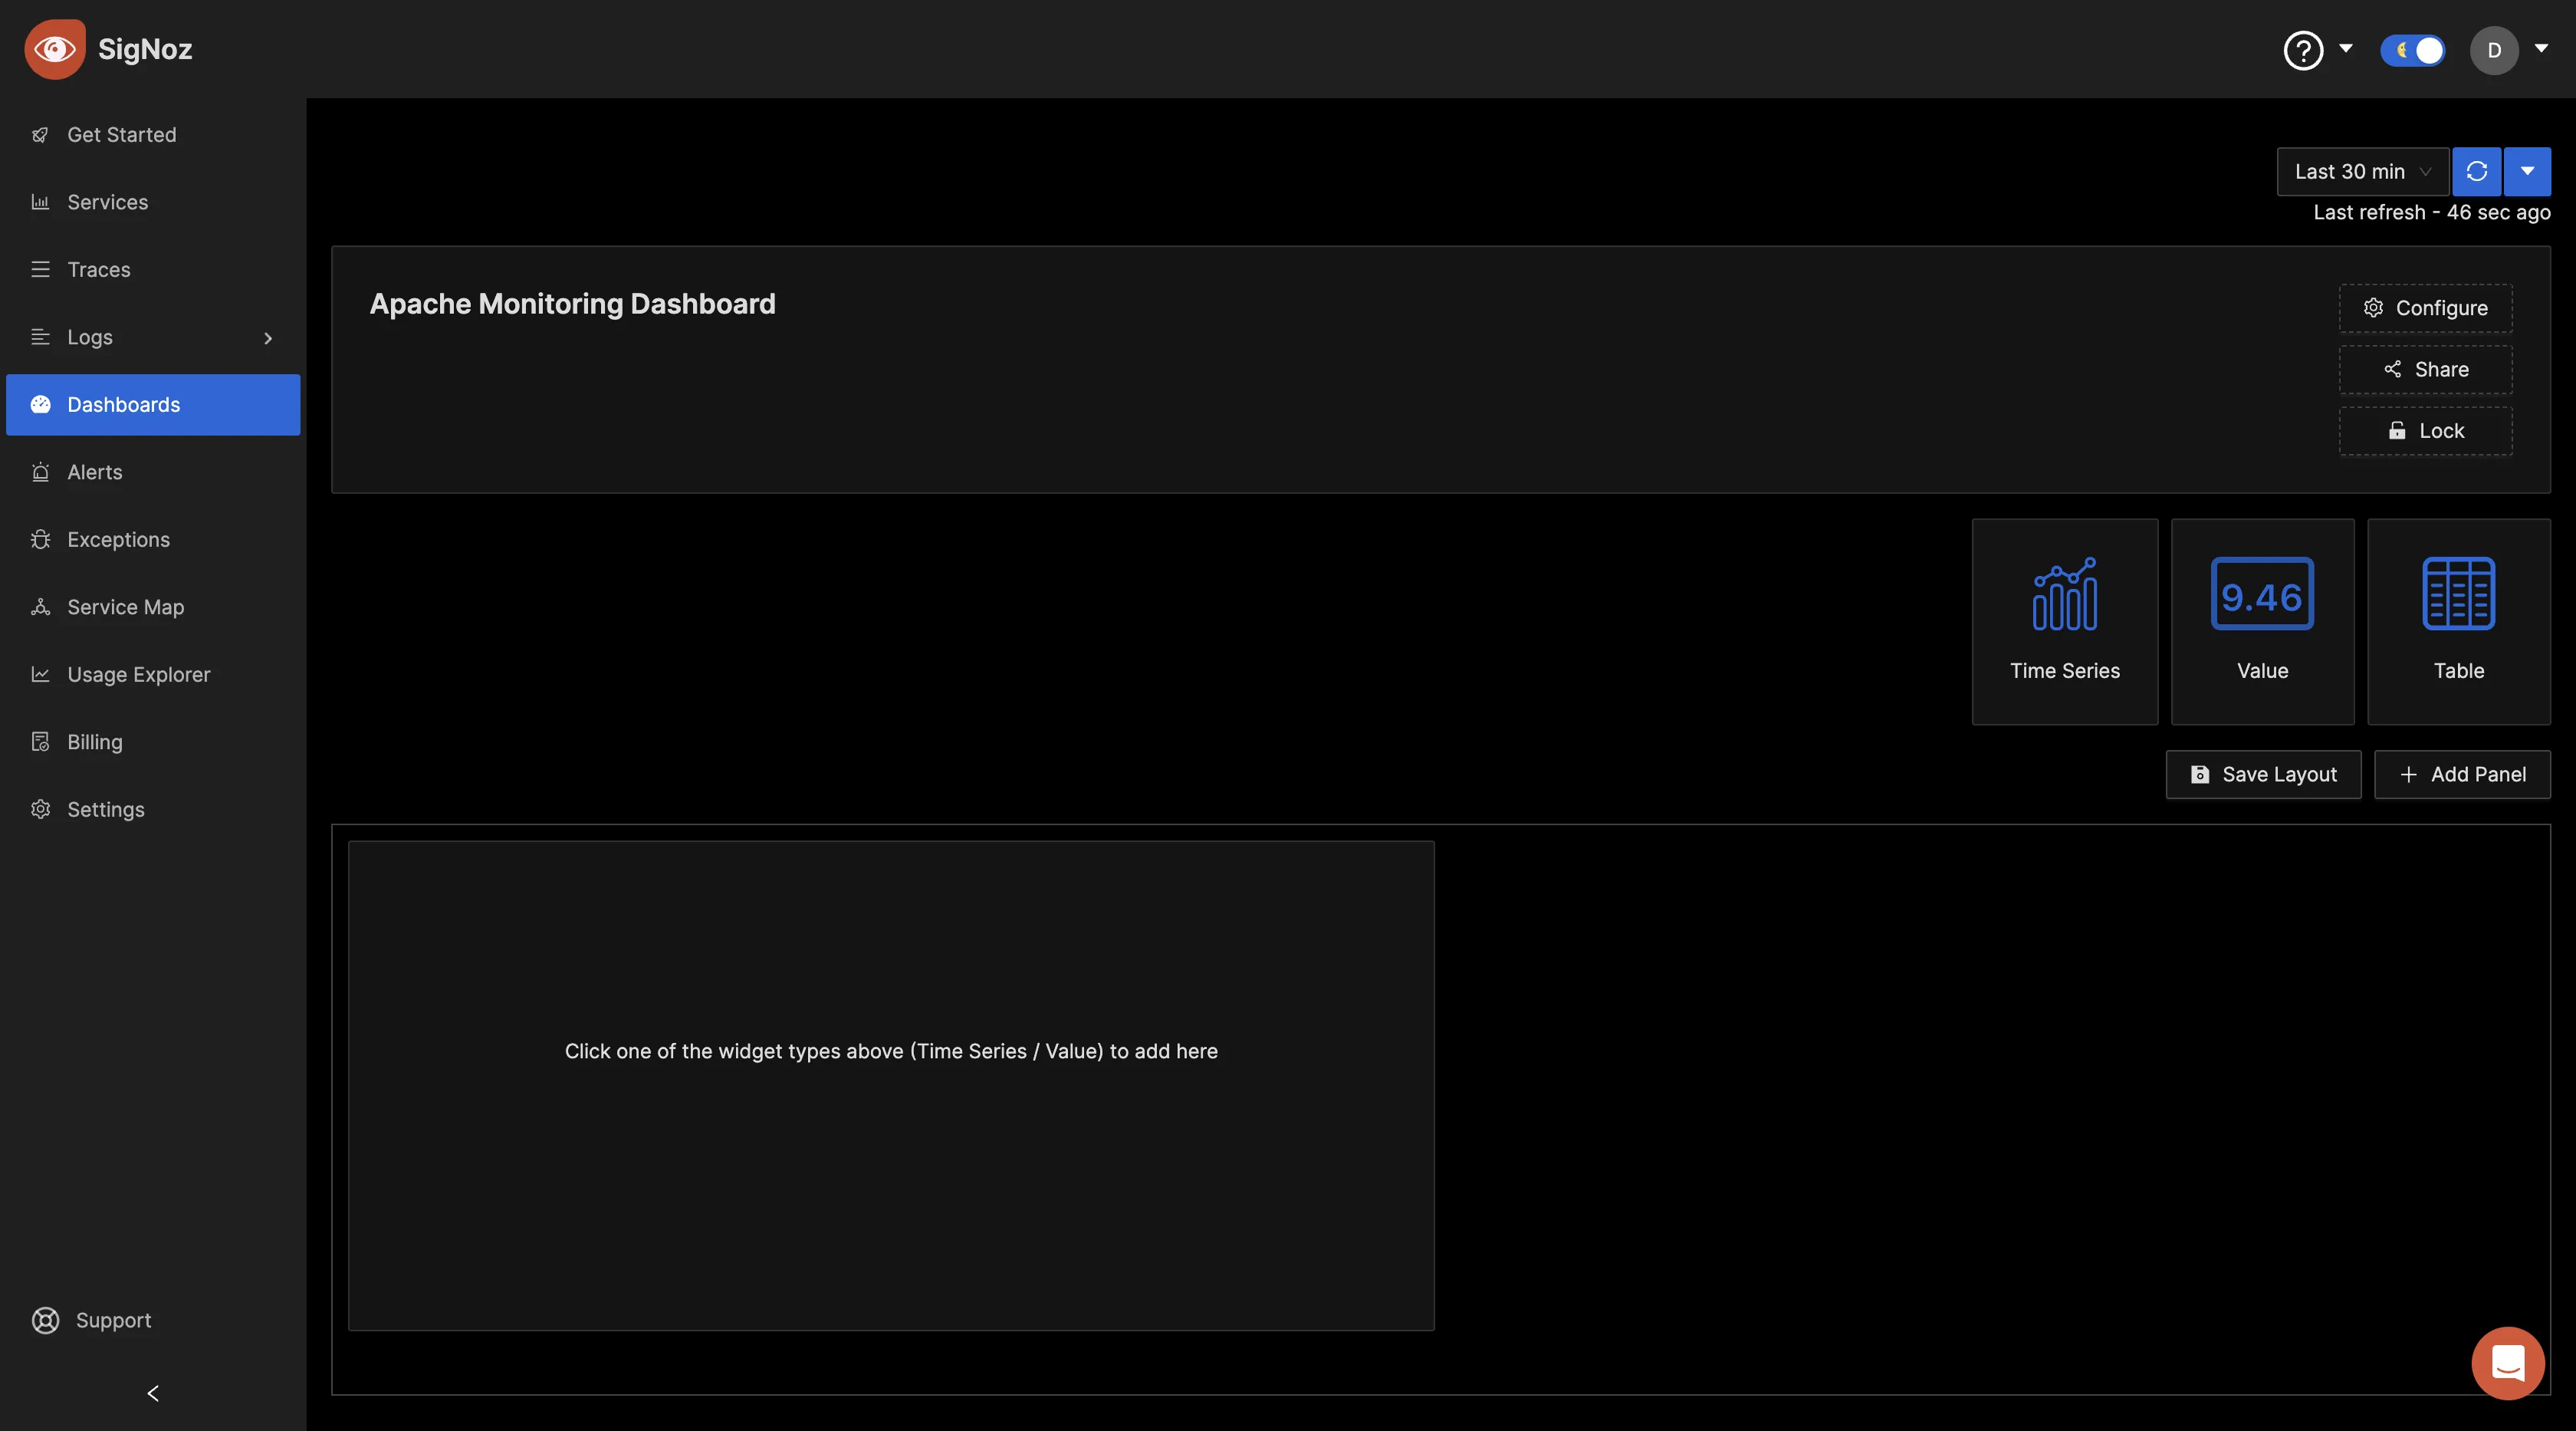 SigNoz
D
Get Started
Services
Traces
Logs
Dashboards
Alerts
Exceptions
Service Map
Usage Explorer
Billing
Settings
Support
Last 30 min
Last refresh - 46 sec ago
Apache Monitoring Dashboard
Configure
Share
Lock
9.46
Time Series
Value
Table
Save Layout
Add Panel
Click one of the widget types above (Time Series / Value) to add here